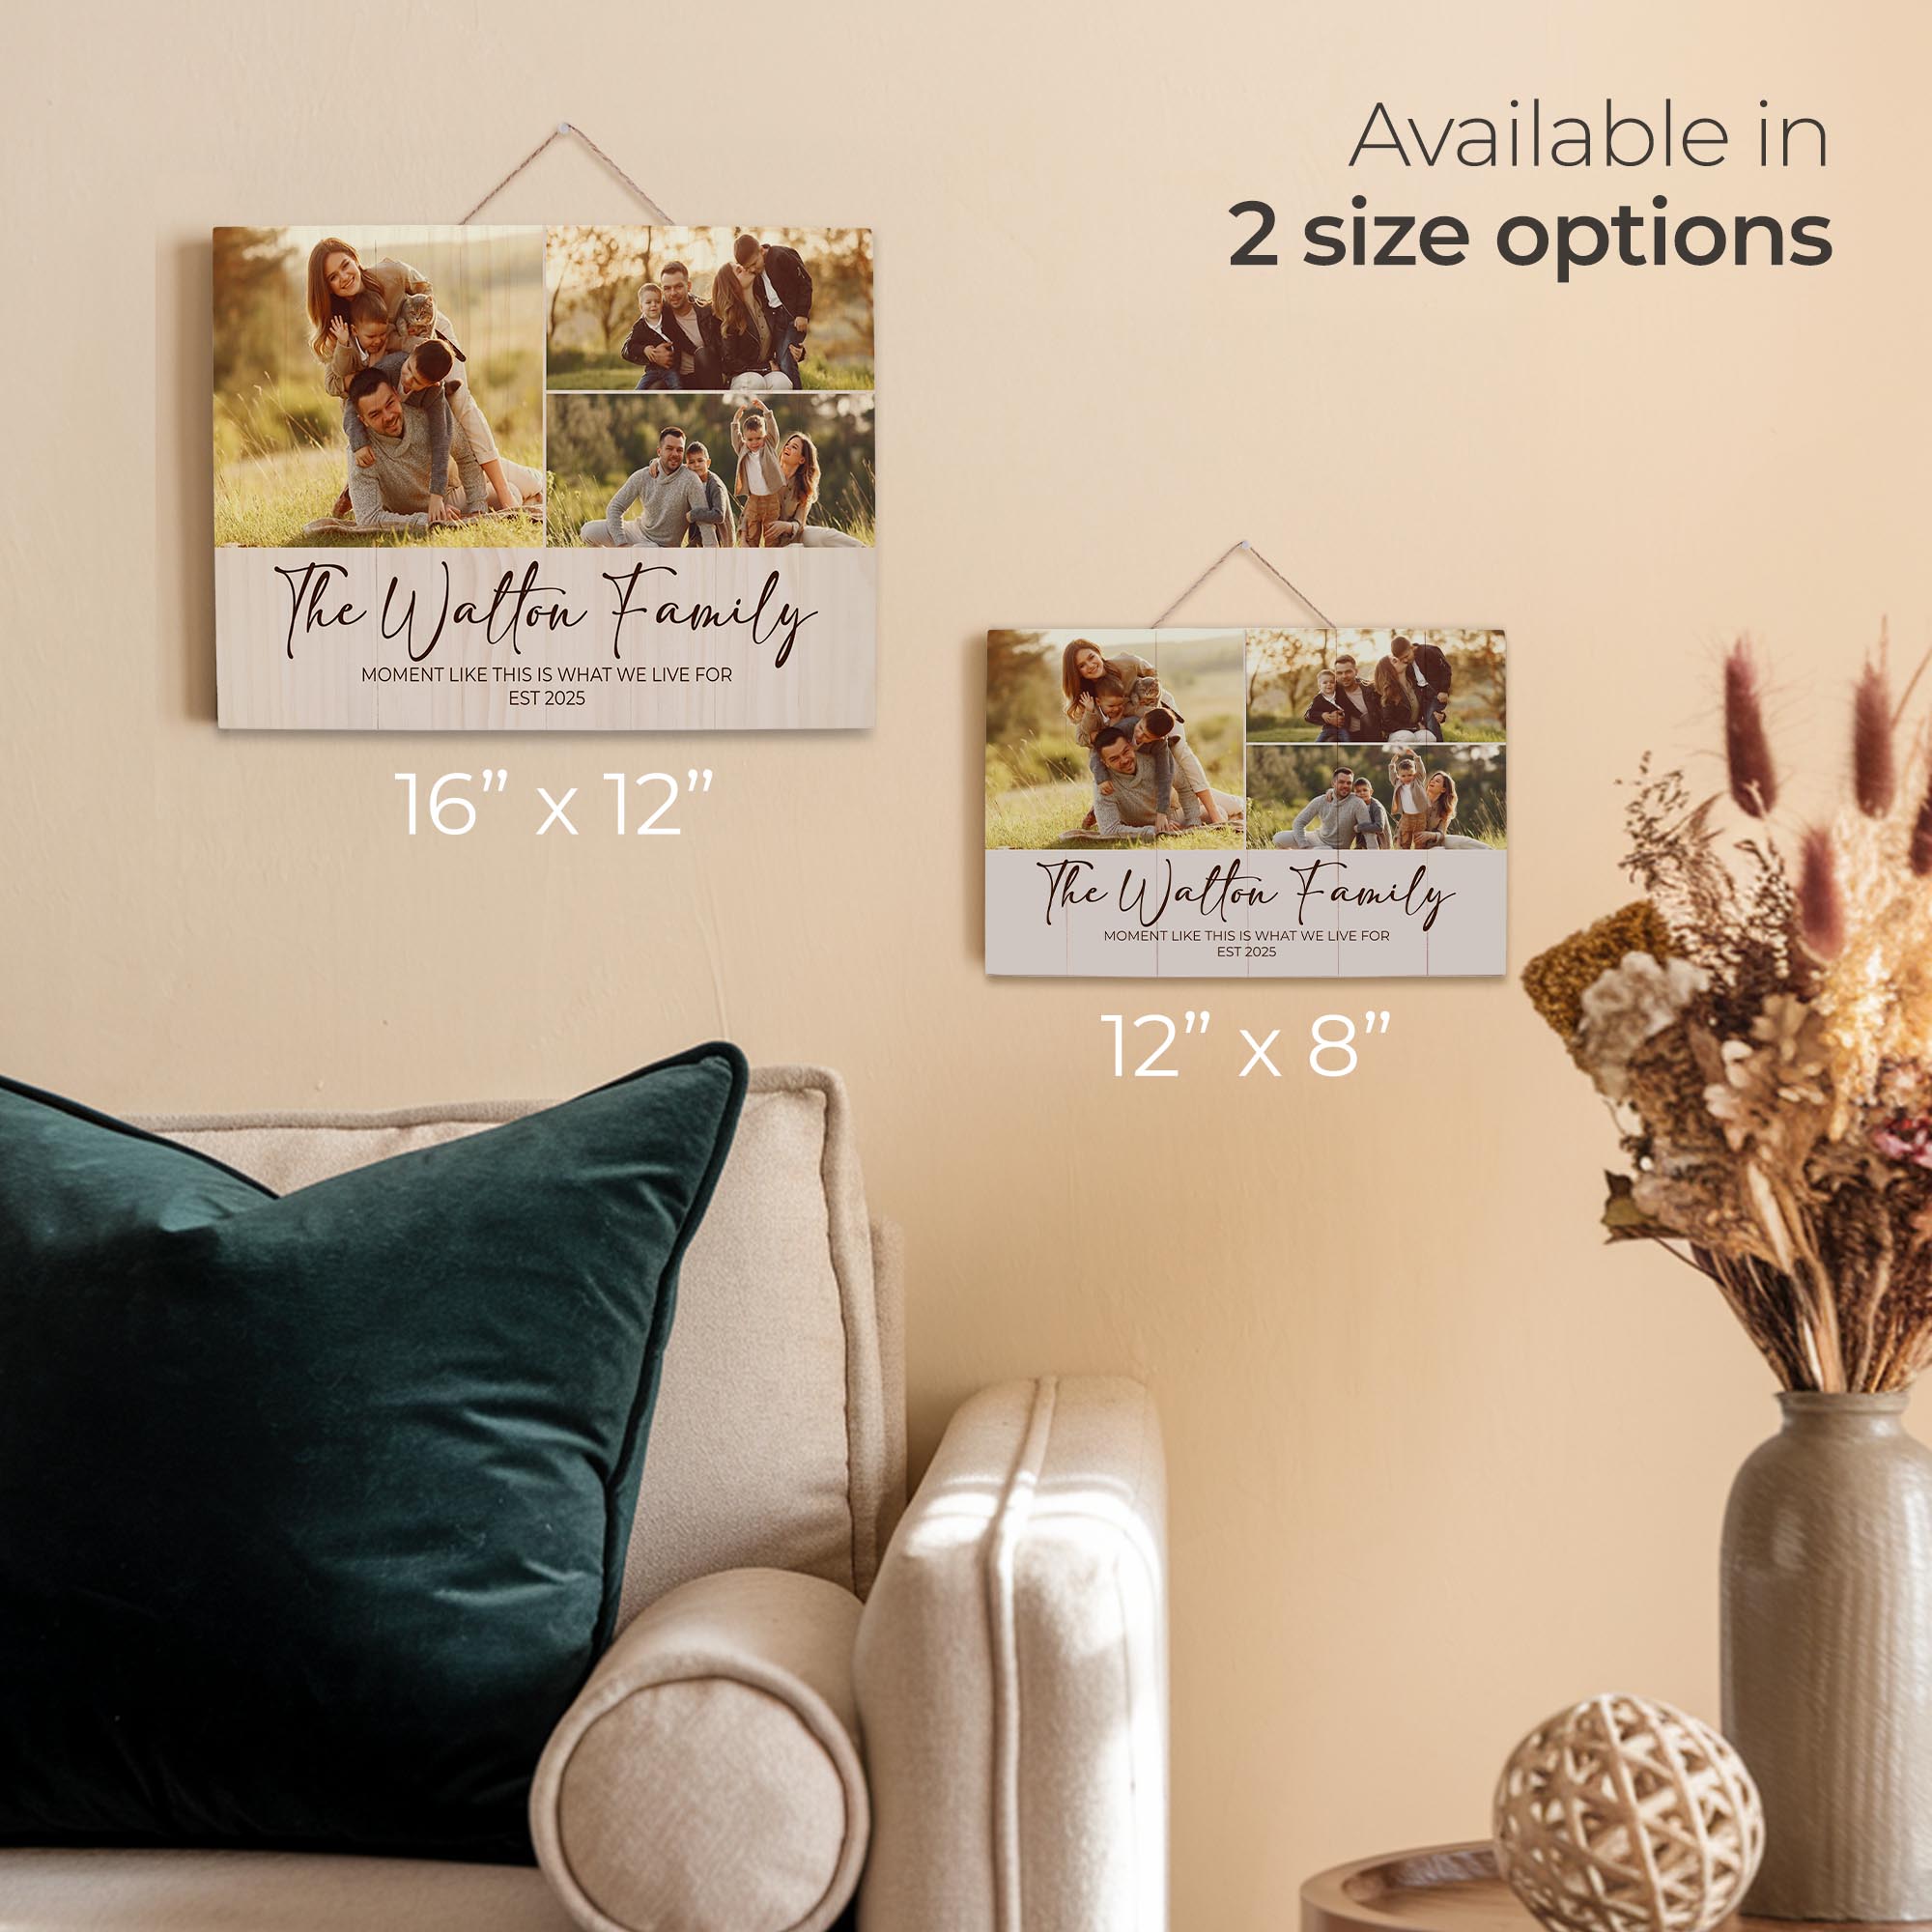 Available in
2 size options
The Walton Family
MOMENT LIKE THIS IS WHAT WE LIVE FOR
EST 2025
16” x 12”
The Walton Family
MOMENT LIKE THIS IS WHAT WE LIVE FOR
EST 2025
12” x 8”